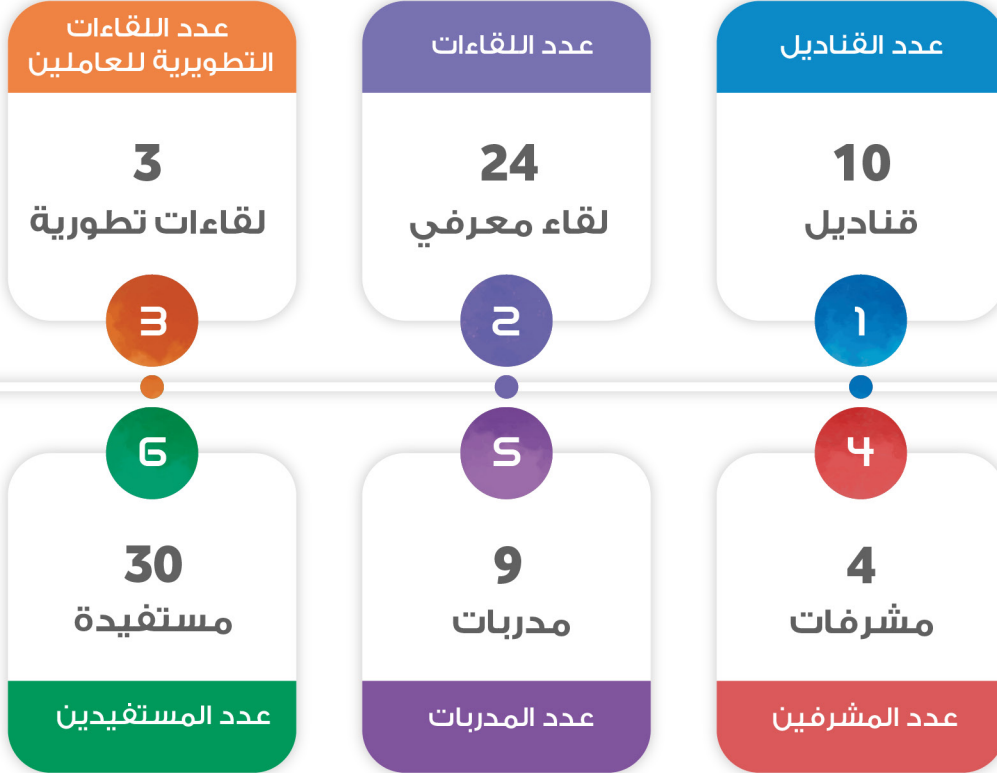 عدد القناديل
10
قناديل
1
عدد اللقاءات
24
لقاء معرفي
2
عدد اللقاءات
التطويرية للعاملين
3
لقاءات تطورية
3
4
4
مشرفات
عدد المشرفين
5
9
مدربات
عدد المدربات
6
30
مستفيدة
عدد المستفيدين